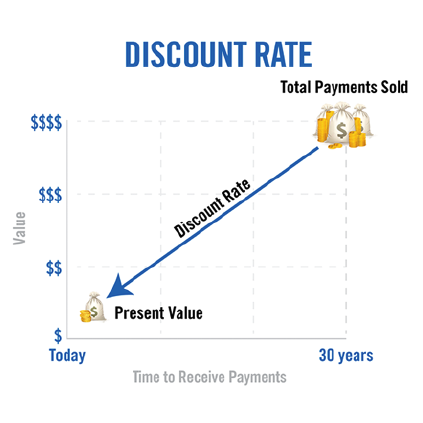 DISCOUNT RATE
Total Payments Sold
$$$$
$$$
$$
$
Value
Discount Rate
$
$
Present Value
Today
30 years
Time to Receive Payments